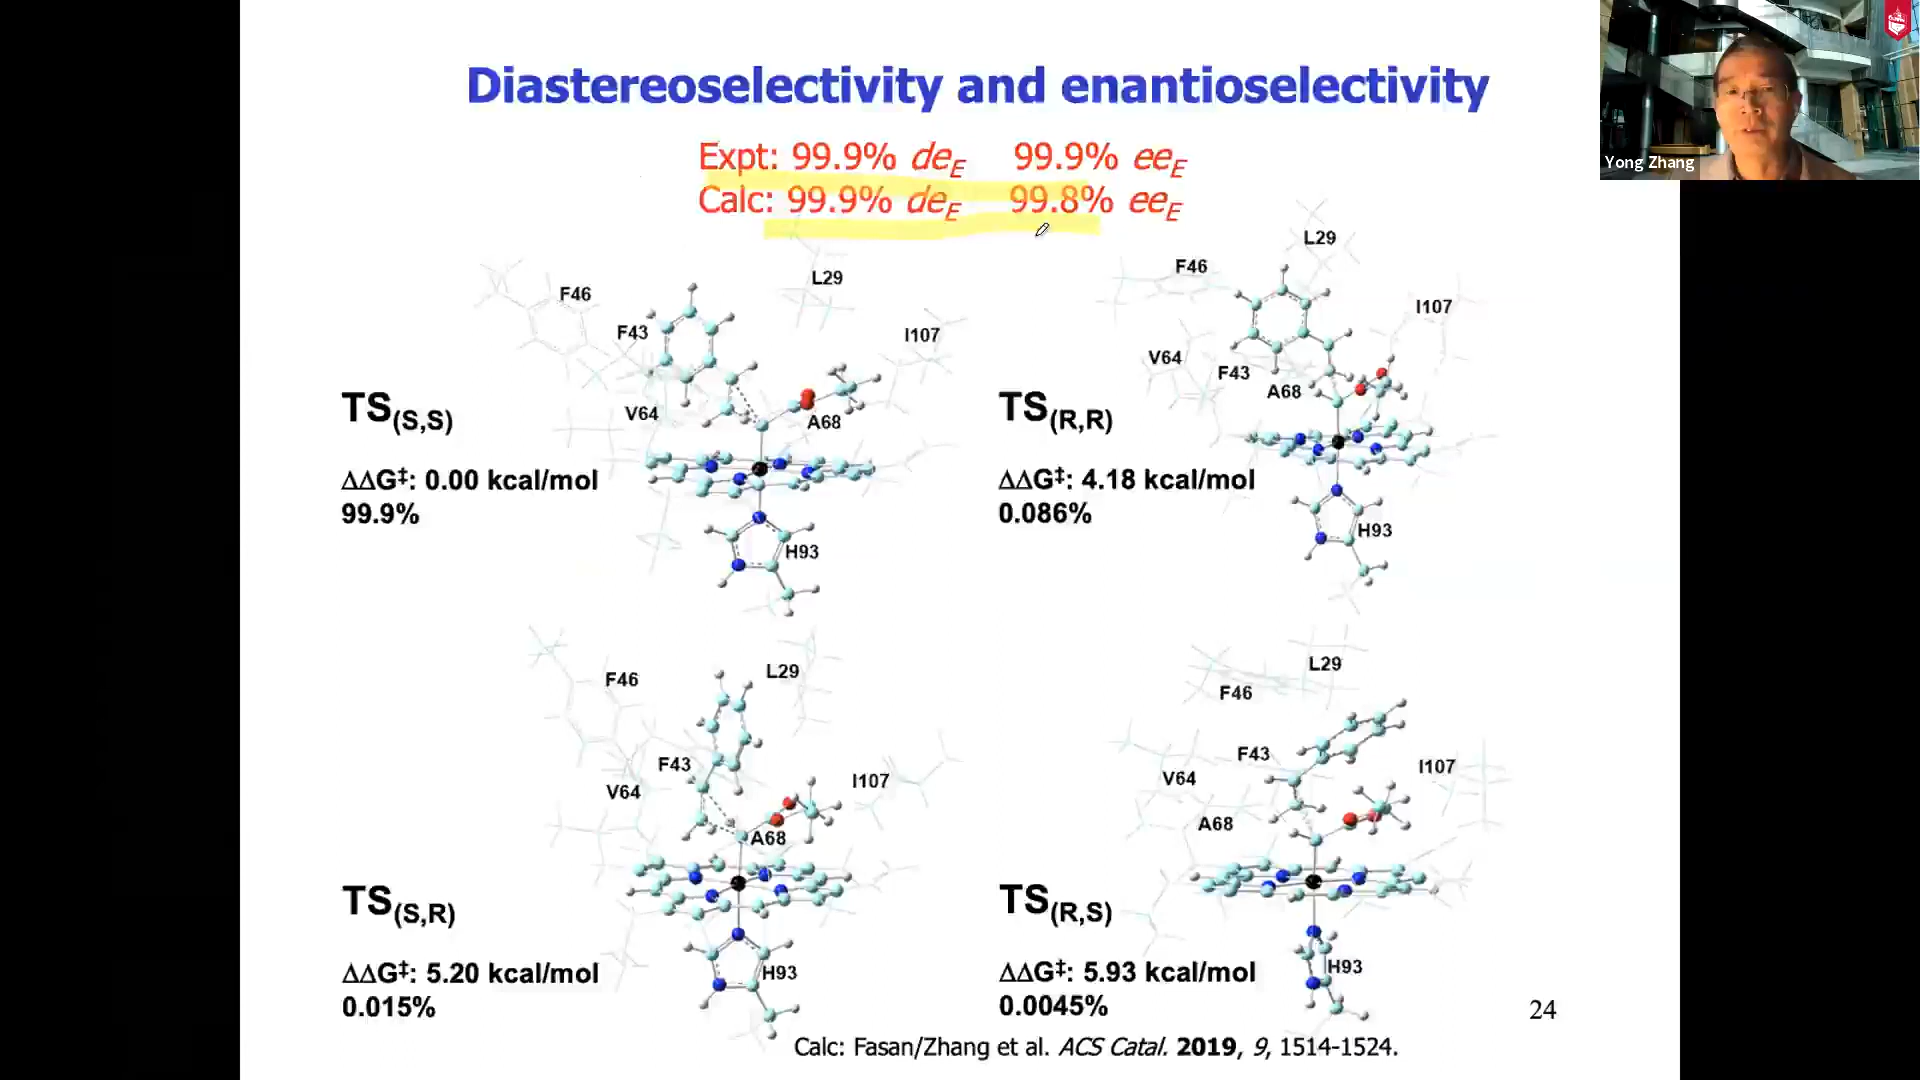 Diastereoselectivity and enantioselectivity
Expt: 99.9% deE 99.9% eeE
Calc: 99.9% deE 99.8% eeE
Yong Zhang
L29
F46
F43
I107
V64
A68
TS(S,S)
ΔΔG‡: 0.00 kcal/mol
99.9%
H93
L29
F46
I107
V64
F43
A68
TS(R,R)
ΔΔG‡: 4.18 kcal/mol
0.086%
H93
L29
F46
F43
I107
V64
A68
TS(S,R)
ΔΔG‡: 5.20 kcal/mol
0.015%
H93
L29
F46
F43
I107
V64
A68
TS(R,S)
ΔΔG‡: 5.93 kcal/mol
0.0045%
H93
24
Calc: Fasan/Zhang et al. ACS Catal. 2019, 9, 1514-1524.